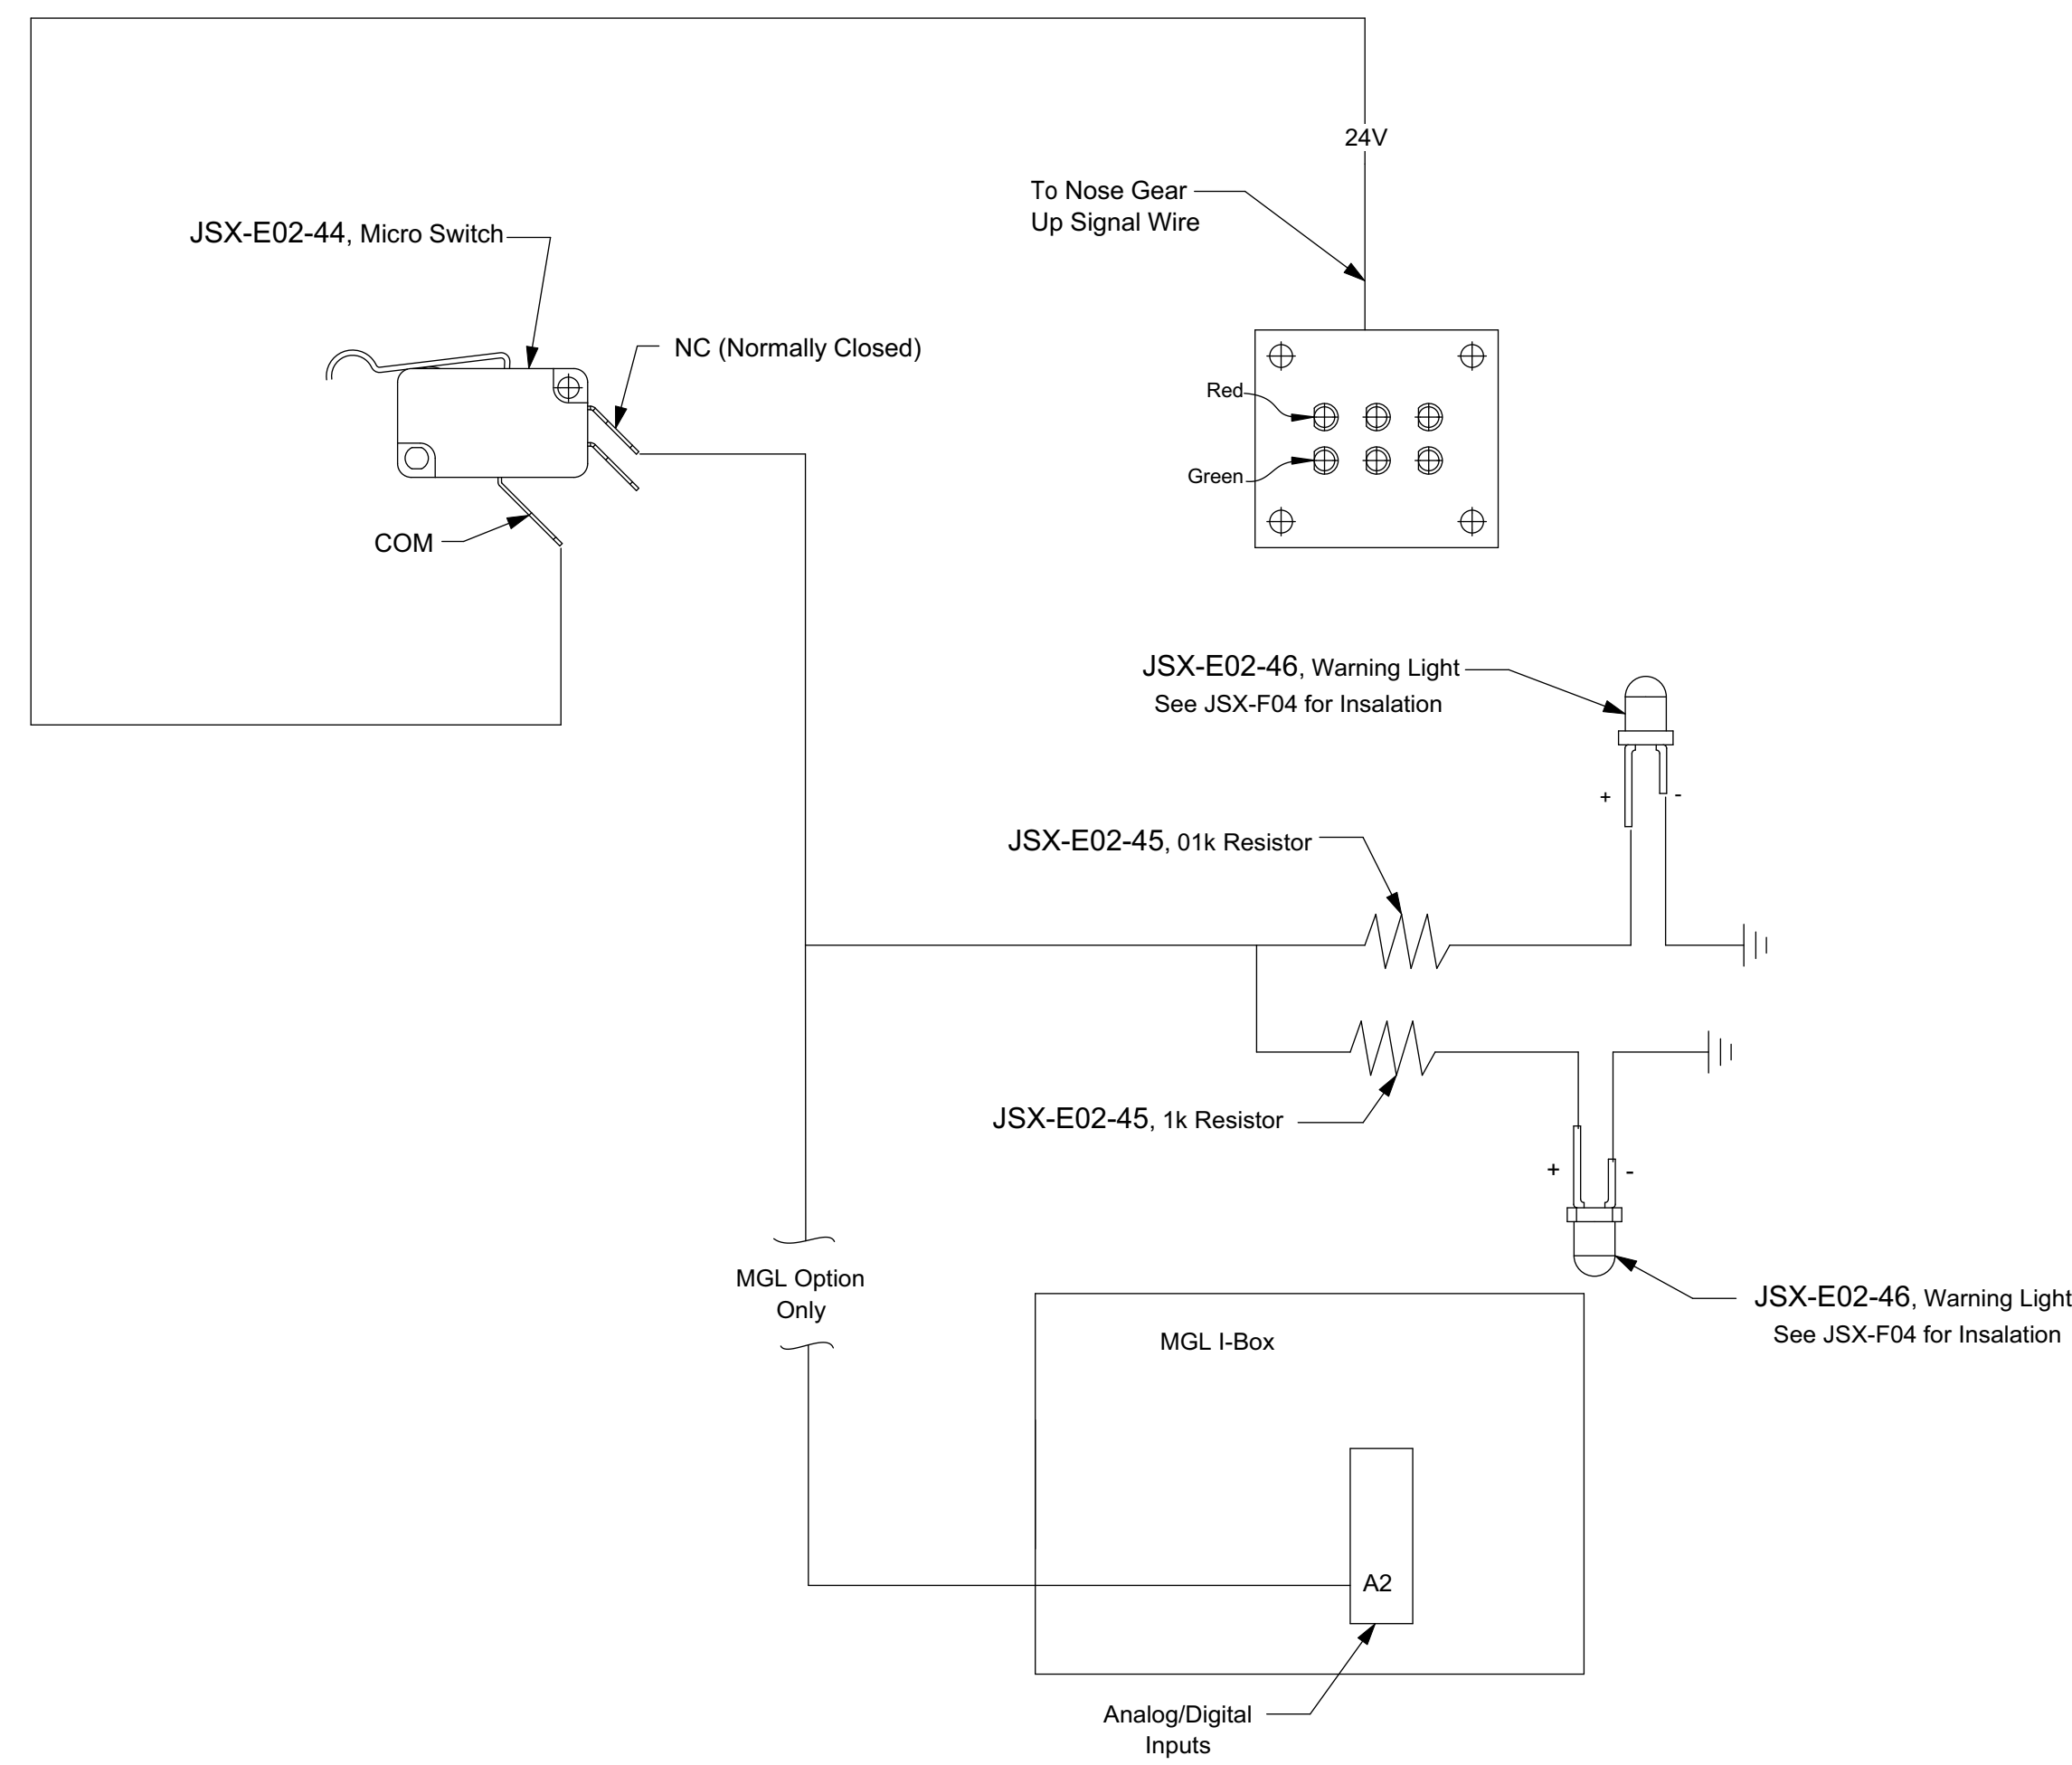 24V
To Nose Gear
Up Signal Wire
JSX-E02-44, Micro Switch
NC (Normally Closed)
Red
Green
COM
JSX-E02-46, Warning Light
See JSX-F04 for Insalation
+ -
JSX-E02-45, 01k Resistor
JSX-E02-45, 1k Resistor
+ -
MGL Option
Only
JSX-E02-46, Warning Light
See JSX-F04 for Insalation
MGL I-Box
A2
Analog/Digital
Inputs